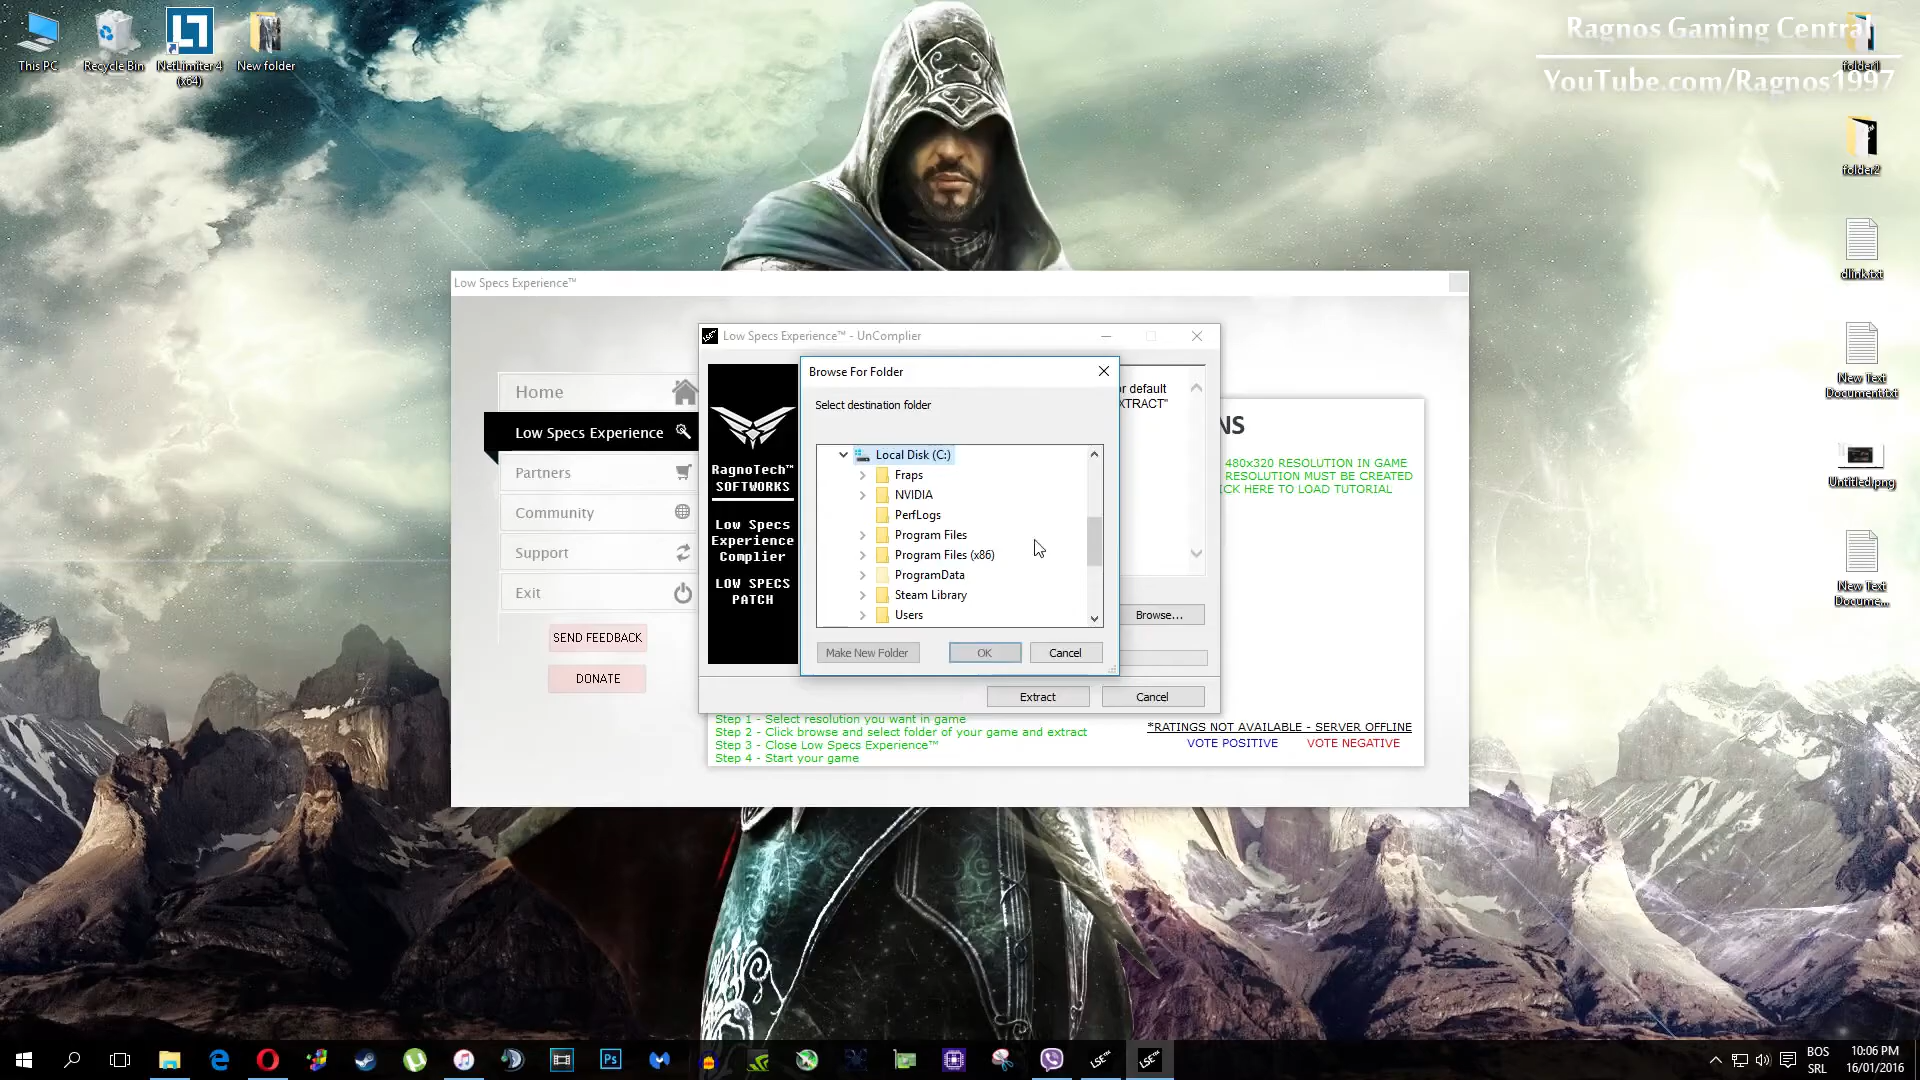 This PC
Recycle Bin
NetLimiter 4
(x64)
New folder
Ragnos Gaming Central
YouTube.com/Ragnos1997
folder1
folder2
dlink.txt
New Text
Document.txt
Untitled.png
New Text
Docume...
Low Specs Experience™
Home
Low Specs Experience
Partners
Community
Support
Exit
SEND FEEDBACK
DONATE
Low Specs Experience™ - UnComplier
RagnoTech™
SOFTWORKS
Low Specs
Experience
Complier
LOW SPECS
PATCH
Browse For Folder
Select destination folder
Local Disk (C:)
Fraps
NVIDIA
PerfLogs
Program Files
Program Files (x86)
ProgramData
Steam Library
Users
Make New Folder
OK
Cancel
or default
XTRACT"
Browse...
Extract
Cancel
NS
480x320 RESOLUTION IN GAME
RESOLUTION MUST BE CREATED
ICK HERE TO LOAD TUTORIAL
Step 1 - Select resolution you want in game
Step 2 - Click browse and select folder of your game and extract
Step 3 - Close Low Specs Experience™
Step 4 - Start your game
*RATINGS NOT AVAILABLE - SERVER OFFLINE
VOTE POSITIVE
VOTE NEGATIVE
Ps
LSE™
LSE™
BOS
SRL
10:06 PM
16/01/2016